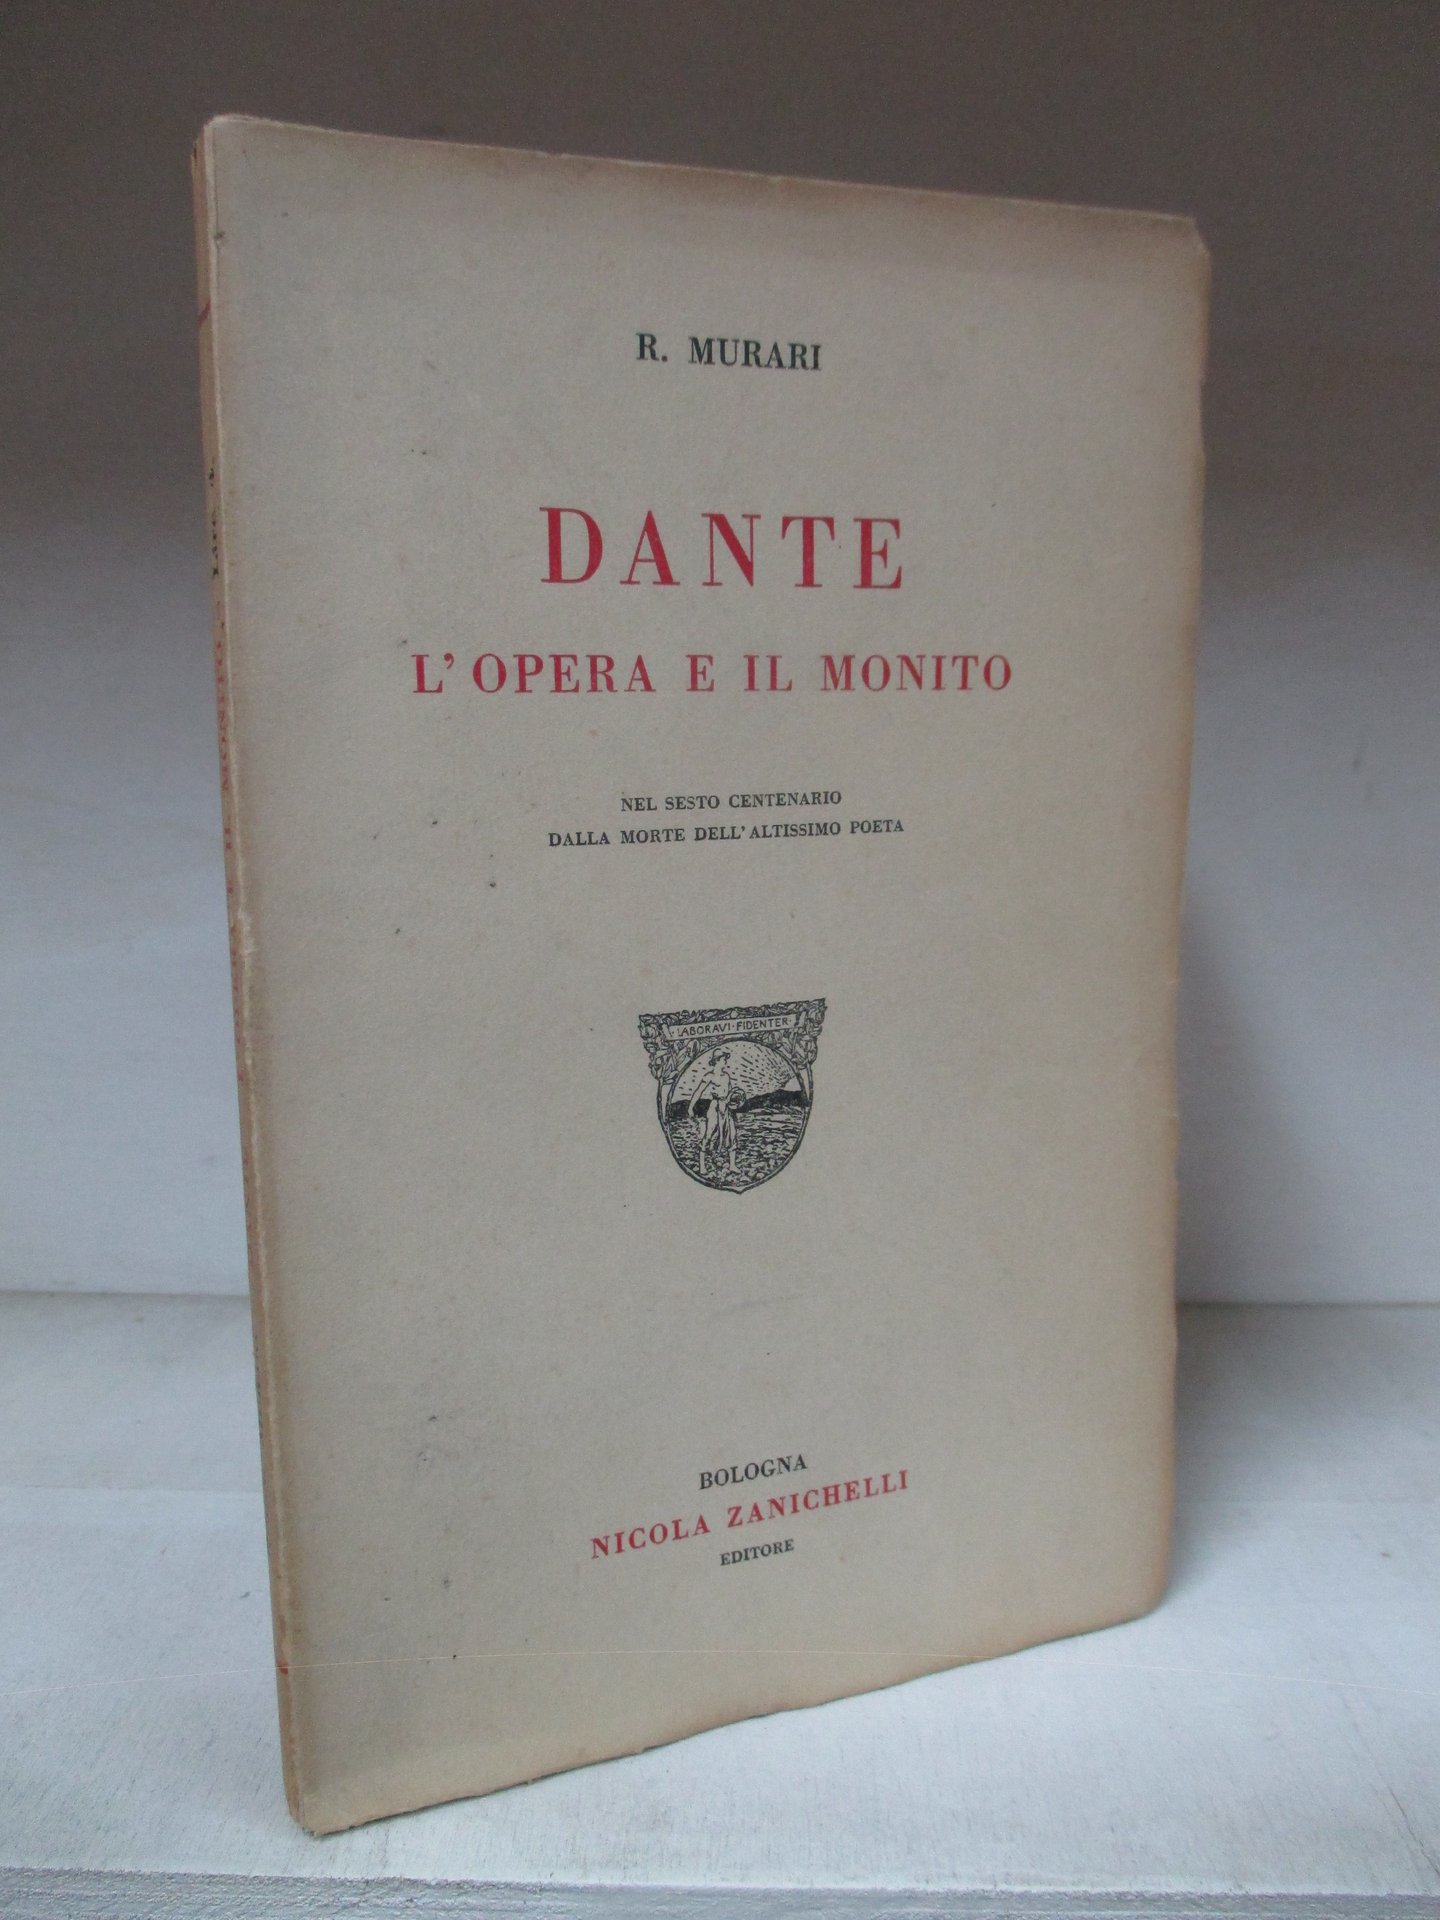 R. MURARI
DANTE
L'OPERA E IL MONITO
NEL SESTO CENTENARIO
DALLA MORTE DELL'ALTISSIMO POETA
·LABORAVI·FIDENTER·
BOLOGNA
NICOLA ZANICHELLI
EDITORE